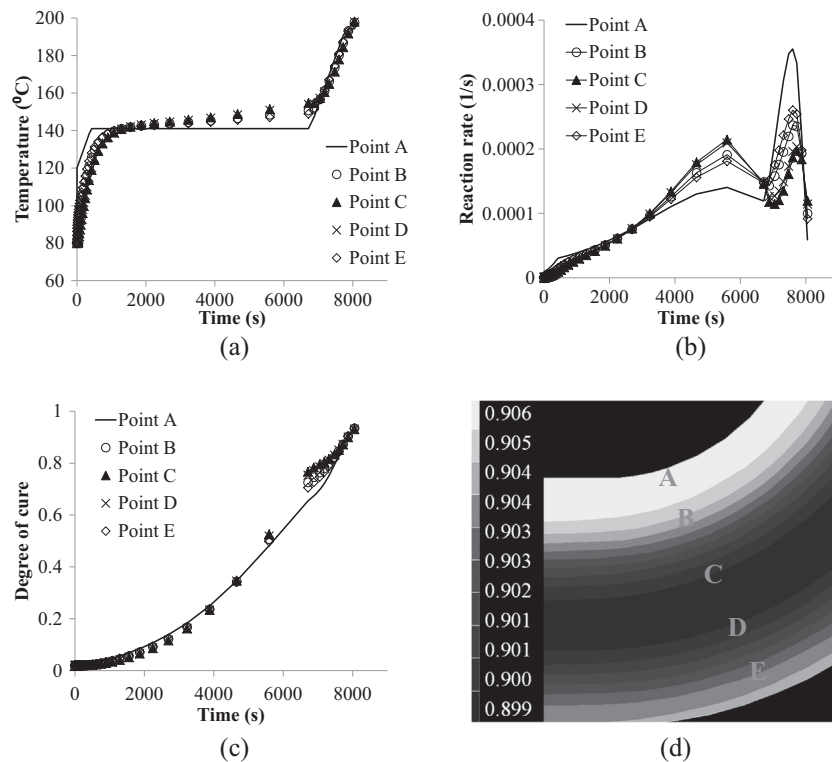 200
180
160
140
120
100
80
60
Temperature (⁰C)
0 2000 4000 6000 8000
Time (s)
Point A
Point B
Point C
Point D
Point E
(a)
0.0004
0.0003
0.0002
0.0001
0
Reaction rate (1/s)
Point A
Point B
Point C
Point D
Point E
0 2000 4000 6000 8000
Time (s)
(b)
1
0.8
0.6
0.4
0.2
0
Degree of cure
Point A
Point B
Point C
Point D
Point E
0 2000 4000 6000 8000
Time (s)
(c)
0.906
0.905
0.904
0.904
0.903
0.903
0.902
0.901
0.901
0.900
0.899
A
B
C
D
E
(d)